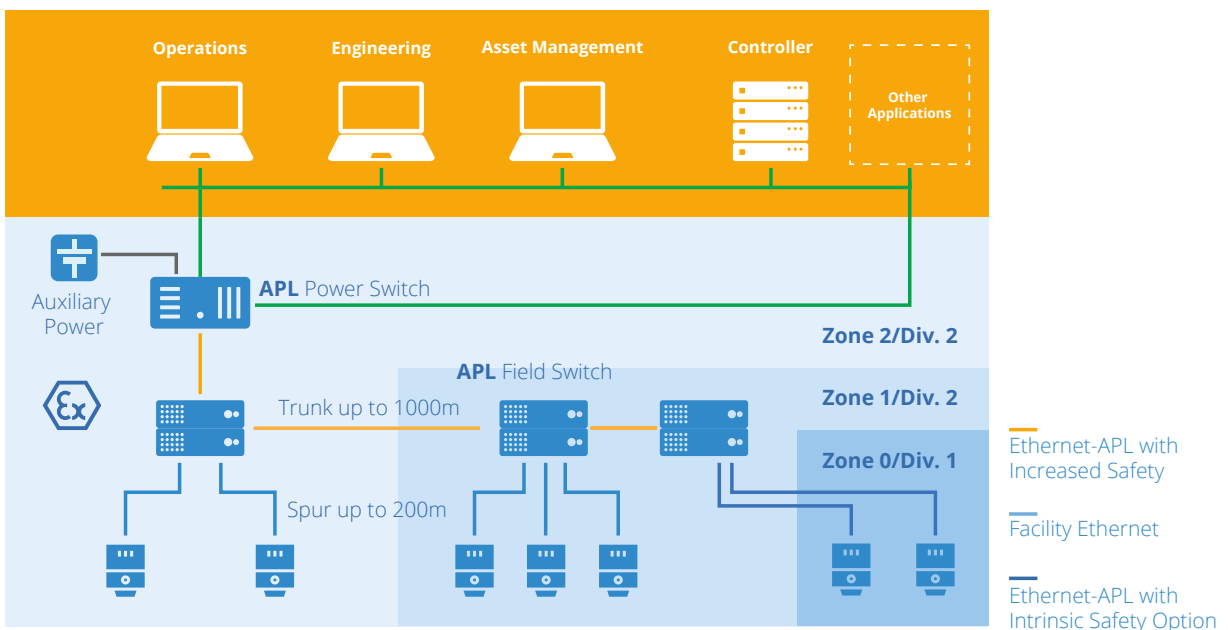 Operations
Engineering
Asset Management
Controller
Other
Applications
Auxiliary
Power
APL Power Switch
Zone 2/Div. 2
Ex
APL Field Switch
Trunk up to 1000m
Zone 1/Div. 2
Zone 0/Div. 1
Spur up to 200m
Ethernet-APL with
Increased Safety
Facility Ethernet
Ethernet-APL with
Intrinsic Safety Option